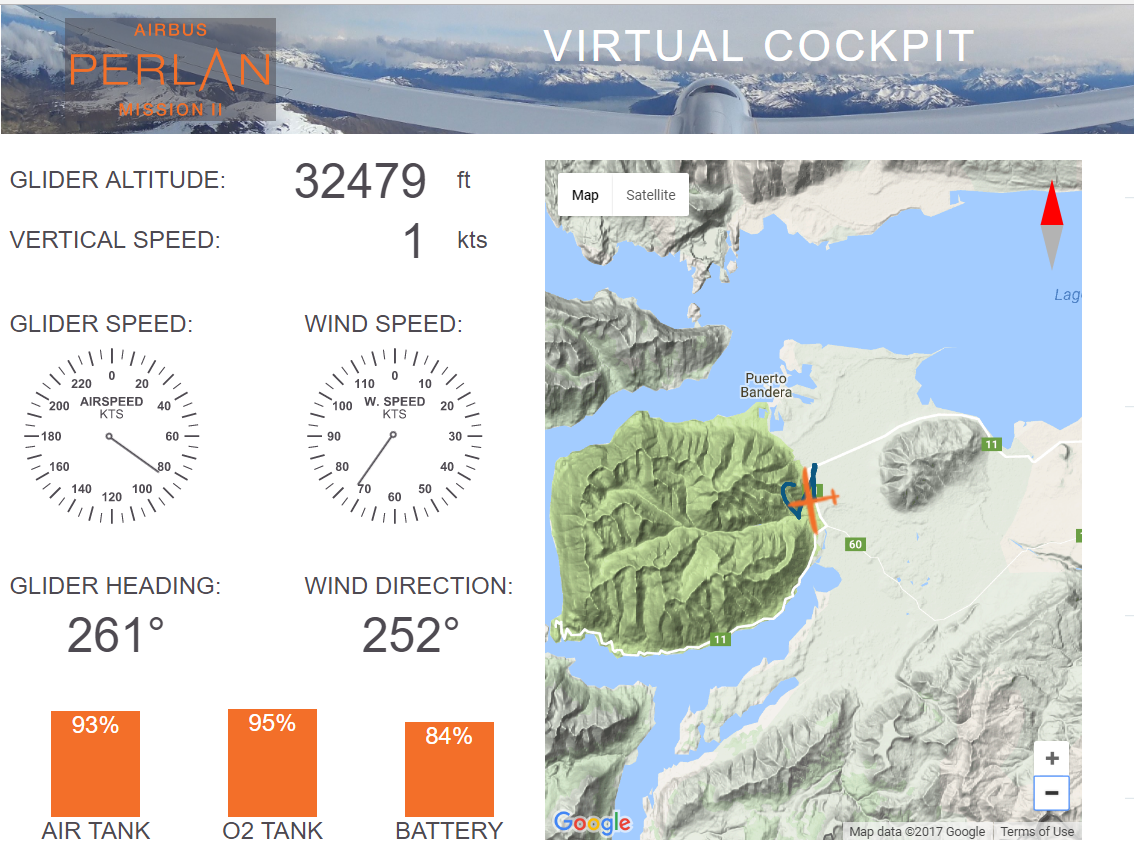 AIRBUS
PERLAN
MISSION II
VIRTUAL COCKPIT
GLIDER ALTITUDE: 32479 ft
VERTICAL SPEED: 1 kts
GLIDER SPEED:
0
20
40
60
80
100
120
140
160
180
200
220
AIRSPEED
KTS
WIND SPEED:
0
10
20
30
40
50
60
70
80
90
100
110
W. SPEED
KTS
GLIDER HEADING:
261°
WIND DIRECTION:
252°
93%
AIR TANK
95%
O2 TANK
84%
BATTERY
Map Satellite
Lag
Puerto
Bandera
11
60
11
+
−
Google
Map data ©2017 Google Terms of Use